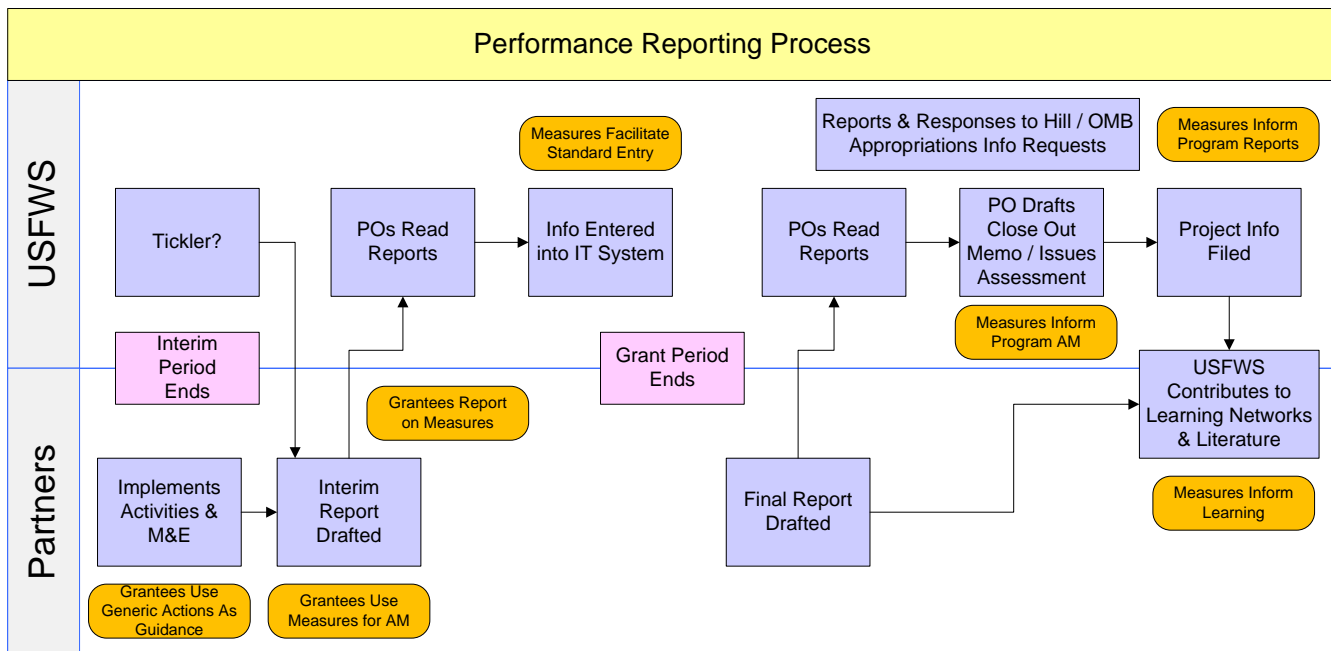 Performance Reporting Process
USFWS
Measures Facilitate
Standard Entry
Reports & Responses to Hill / OMB
Appropriations Info Requests
Measures Inform
Program Reports
Tickler?
POs Read
Reports
Info Entered
into IT System
POs Read
Reports
PO Drafts
Close Out
Memo / Issues
Assessment
Project Info
Filed
Measures Inform
Program AM
Interim
Period
Ends
Grant Period
Ends
USFWS
Contributes to
Learning Networks
& Literature
Partners
Grantees Report
on Measures
Implements
Activities &
M&E
Interim
Report
Drafted
Final Report
Drafted
Measures Inform
Learning
Grantees Use
Generic Actions As
Guidance
Grantees Use
Measures for AM